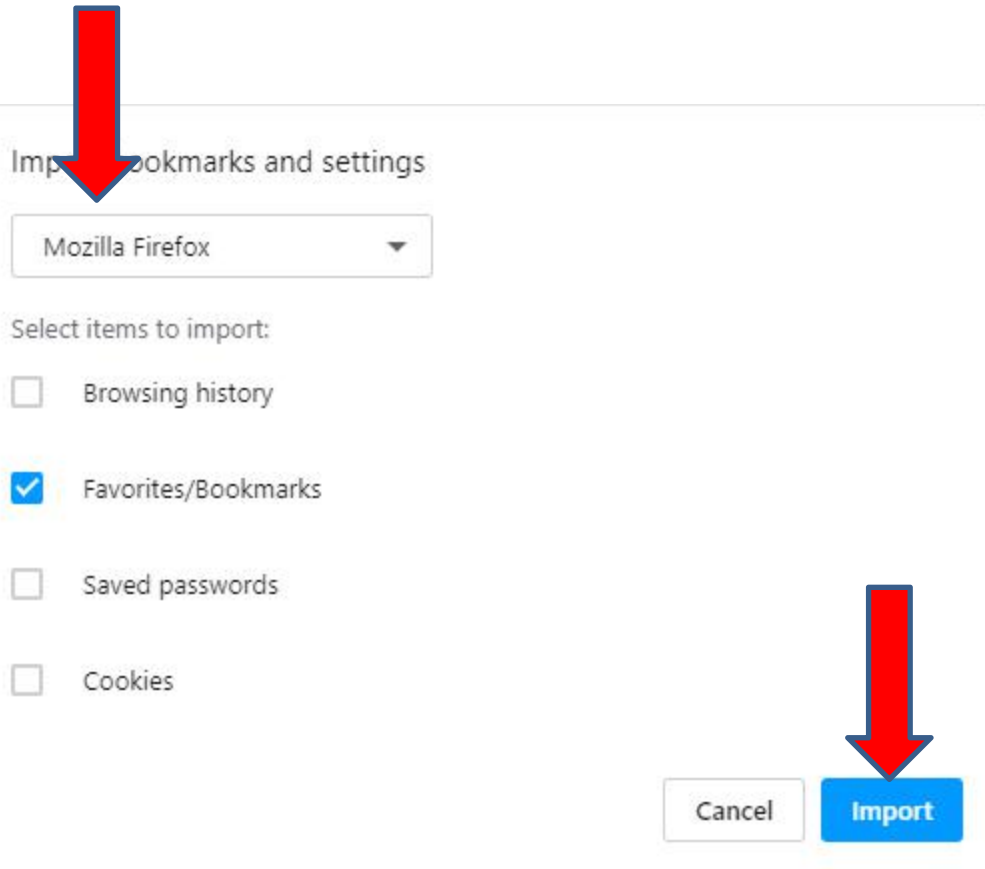 Imp ookmarks and settings
Mozilla Firefox
Select items to import:
Browsing history
Favorites/Bookmarks
Saved passwords
Cookies
Cancel
Import